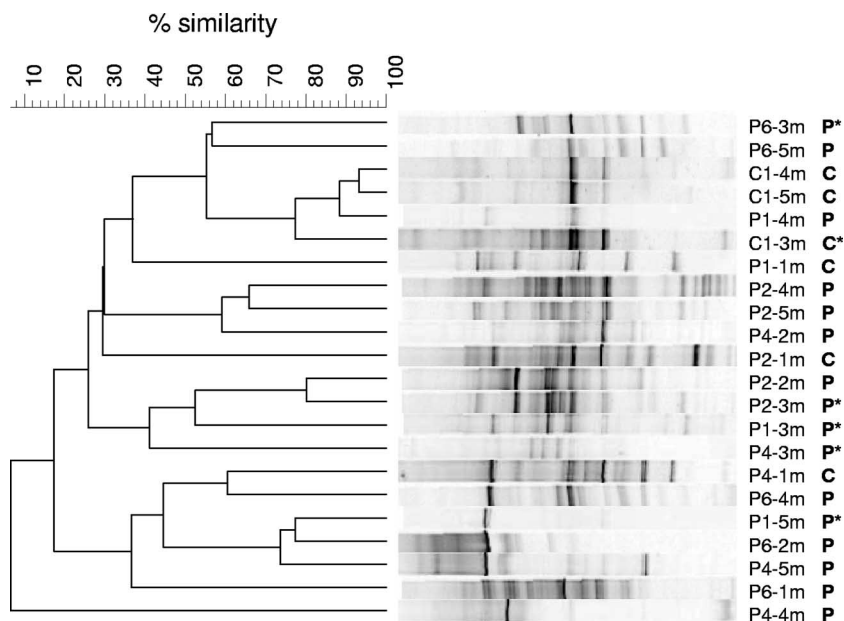 % similarity
10 20 30 40 50 60 70 80 90 100
P6-3m P*
P6-5m P
C1-4m C
C1-5m C
P1-4m P
C1-3m C*
P1-1m C
P2-4m P
P2-5m P
P4-2m P
P2-1m C
P2-2m P
P2-3m P*
P1-3m P*
P4-3m P*
P4-1m C
P6-4m P
P1-5m P*
P6-2m P
P4-5m P
P6-1m P
P4-4m P